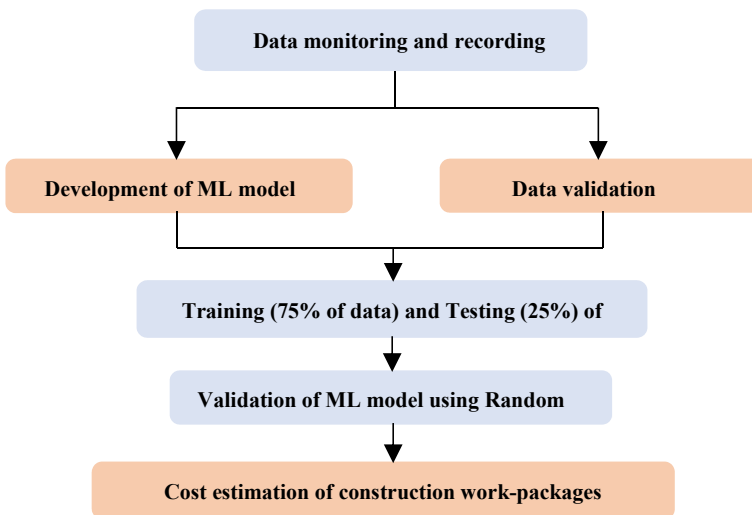 Data monitoring and recording
Development of ML model
Data validation
Training (75% of data) and Testing (25%) of
Validation of ML model using Random
Cost estimation of construction work-packages